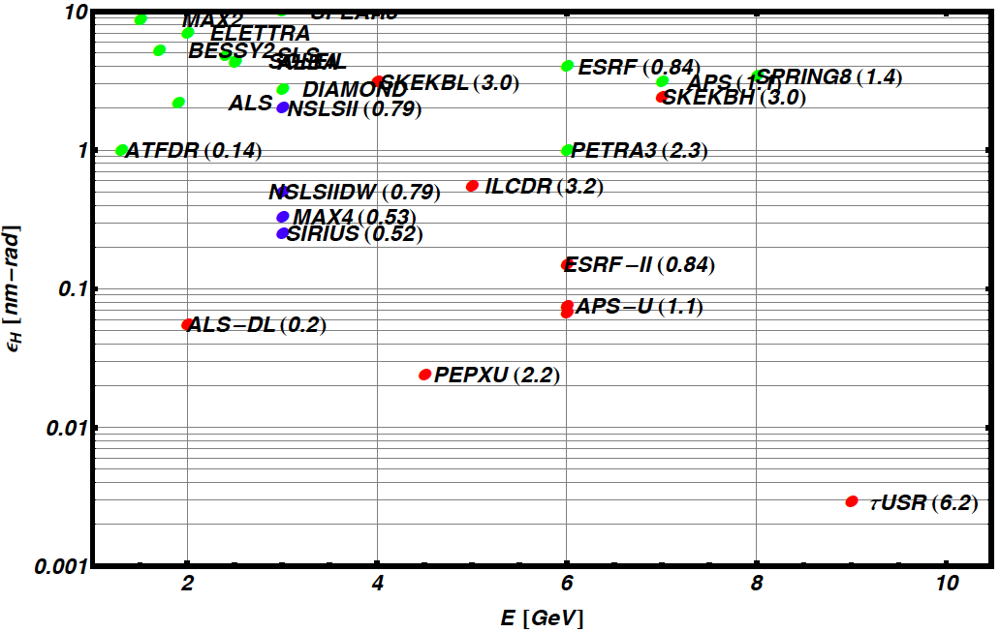 10
MAX2
SPEAR3
ELETTRA
BESSY2
SLS
DIAMOND
ALS
NSLSII (0.79)
SKEKBL (3.0)
ESRF (0.84)
APS (1.1)
SPRING8 (1.4)
SKEKBH (3.0)
1
ATFDR (0.14)
PETRA3 (2.3)
NSLSIIDW (0.79)
ILCDR (3.2)
MAX4 (0.53)
SIRIUS (0.52)
ESRF-II (0.84)
0.1
APS-U (1.1)
ALS-DL (0.2)
PEPXU (2.2)
0.01
τUSR (6.2)
0.001
2 4 6 8 10
E [GeV]
ϵH [nm-rad]